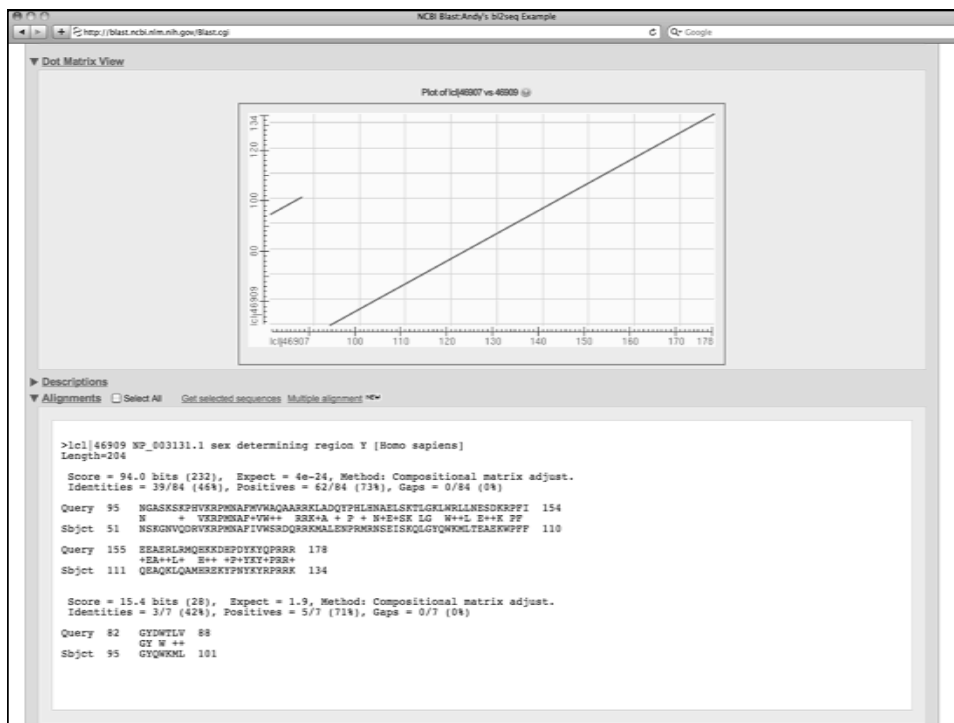 NCBI Blast:Andy's bl2seq Example
http://blast.ncbi.nlm.nih.gov/Blast.cgi
Google
Dot Matrix View
Plot of lcl|46907 vs 46909
134
120
100
80
lcl|46909
lcl|46907 100 110 120 130 140 150 160 170 178
Descriptions
Alignments Select All Get selected sequences Multiple alignment NEW
>lcl|46909 NP_003131.1 sex determining region Y [Homo sapiens]
Length=204
Score = 94.0 bits (232), Expect = 4e-24, Method: Compositional matrix adjust.
Identities = 39/84 (46%), Positives = 62/84 (73%), Gaps = 0/84 (0%)
Query 95 NGASKSKPHVKRPMNAFMVWAQAARRKLADQYPHLHNAELSKTLGKLWRLLNESDKRPFI 154
N + VKRPMNAF+VW++ RRK+A + P + N+E+SK LG W++L E++K PF
Sbjct 51 NSKGNVQDRVKRPMNAFIVWSRDQRRKMALENPRMRNSEISKQLGYQWKMLTEAEKWPFF 110
Query 155 EEAERLRMQHKKDHPDYKYQPRRR 178
+EA++L+ H++ +P+YKY+PRR+
Sbjct 111 QEAQKLQAMHREKYPNYKYRPRRK 134
Score = 15.4 bits (28), Expect = 1.9, Method: Compositional matrix adjust.
Identities = 3/7 (42%), Positives = 5/7 (71%), Gaps = 0/7 (0%)
Query 82 GYDWTLV 88
GY W ++
Sbjct 95 GYQWKML 101